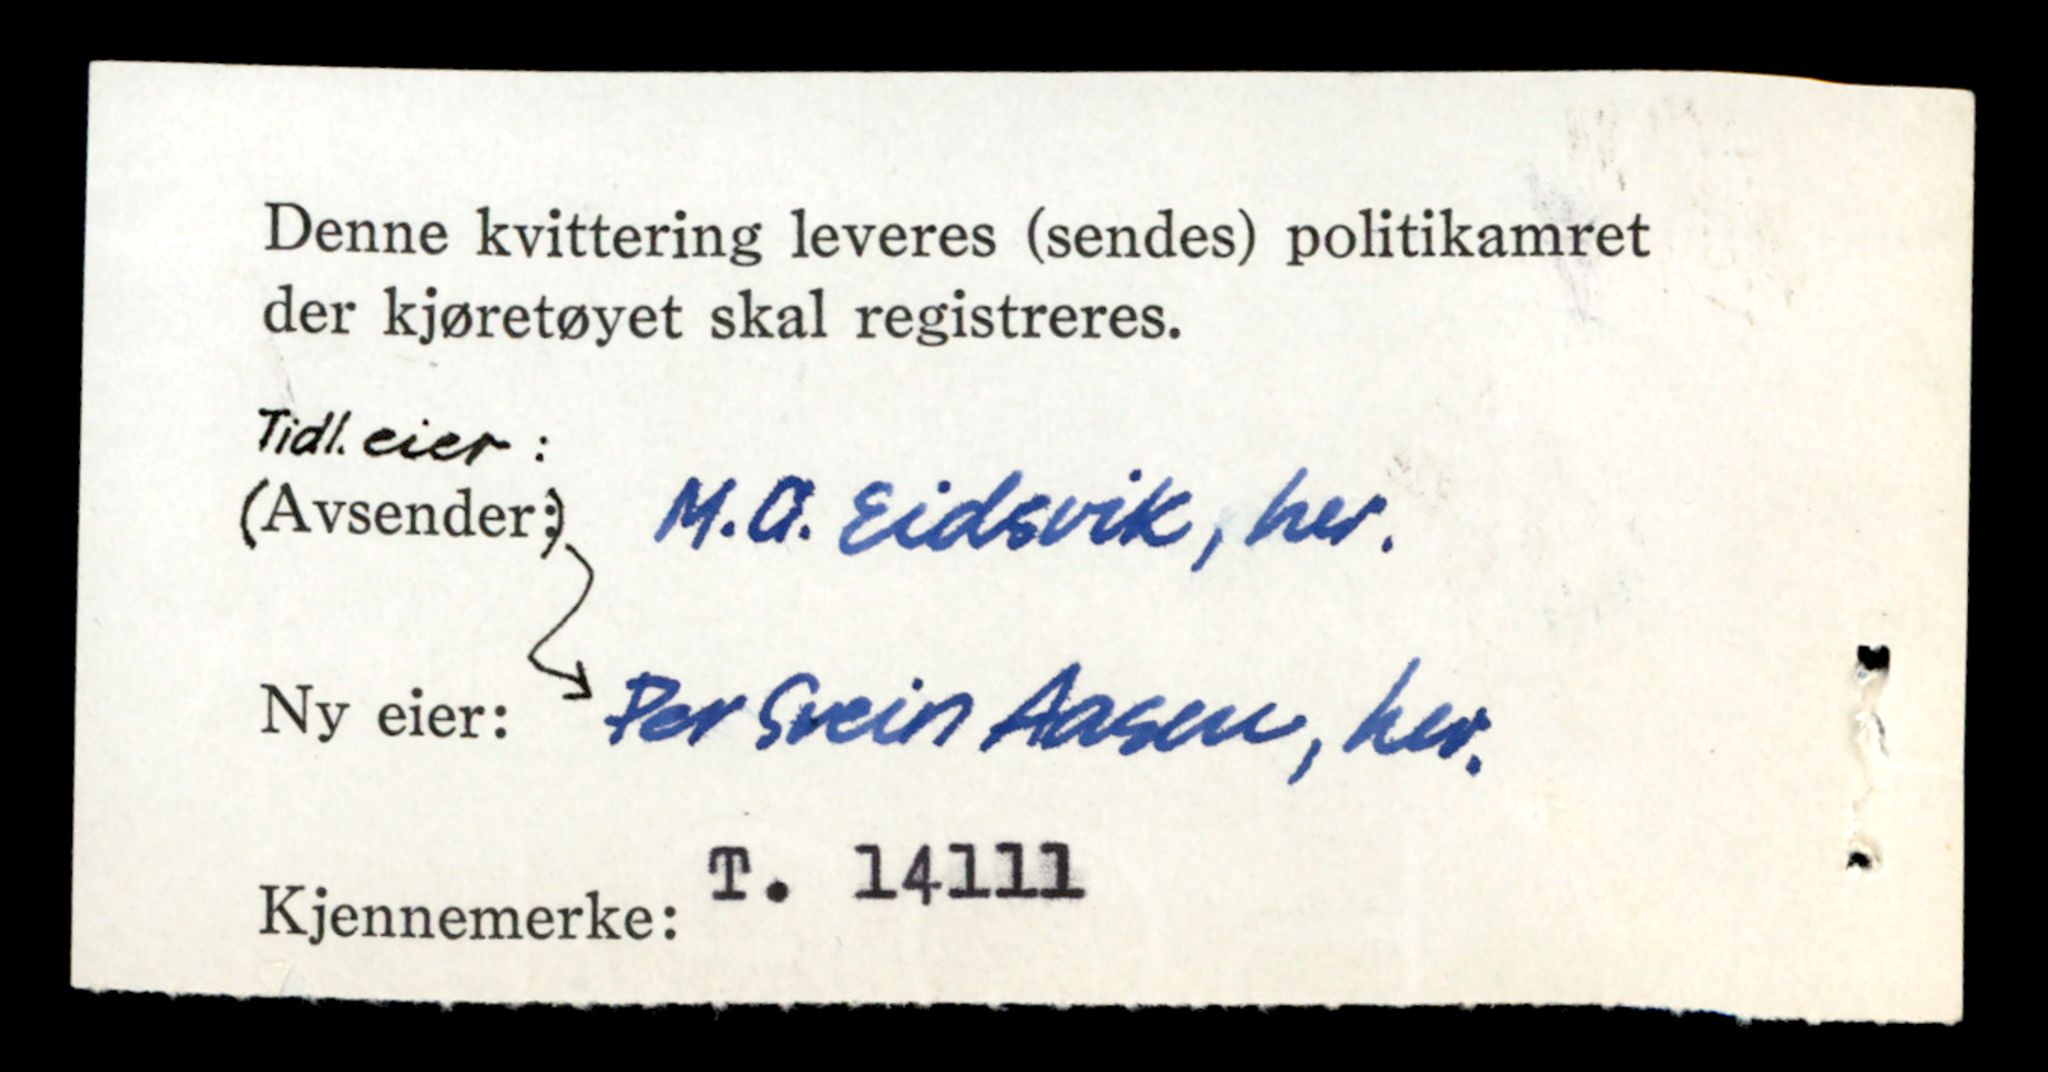 Denne kvittering leveres (sendes) politikamret
der kjøretøyet skal registreres.
Tidl. eier:
(Avsender:) M.A. Eidsvik, her.
Ny eier: Per Svein Aasen, her.
Kjennemerke: T. 14111